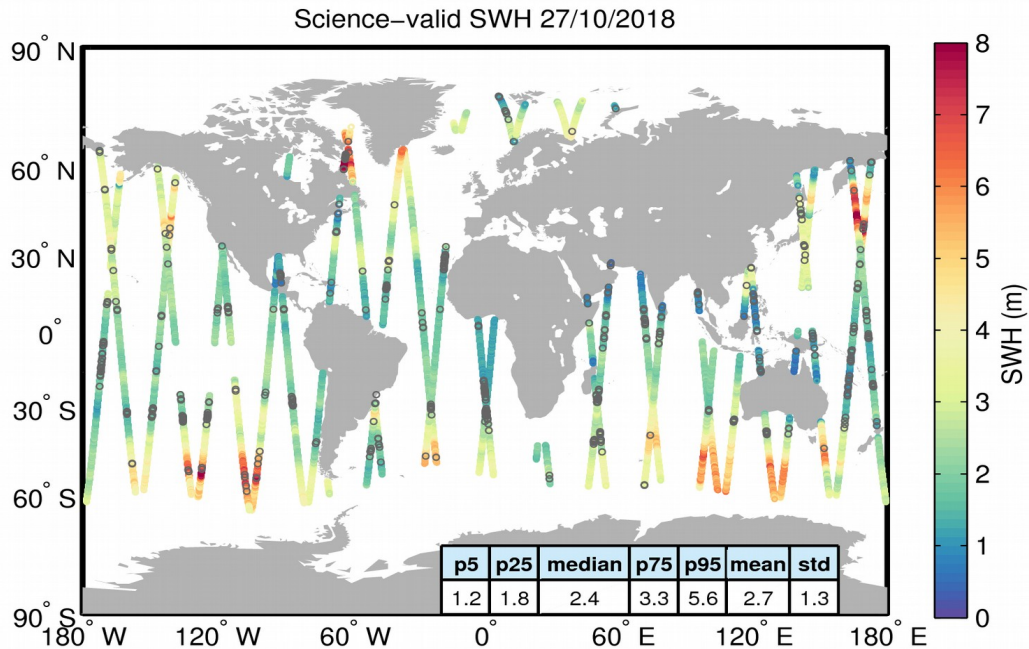 Science−valid SWH 27/10/2018
90° N
60° N
30° N
0°
30° S
60° S
90° S
180° W
120° W
60° W
0°
60° E
120° E
180° E
p5 p25 median p75 p95 mean std
1.2 1.8 2.4 3.3 5.6 2.7 1.3
8
7
6
5
4
3
2
1
0
SWH (m)